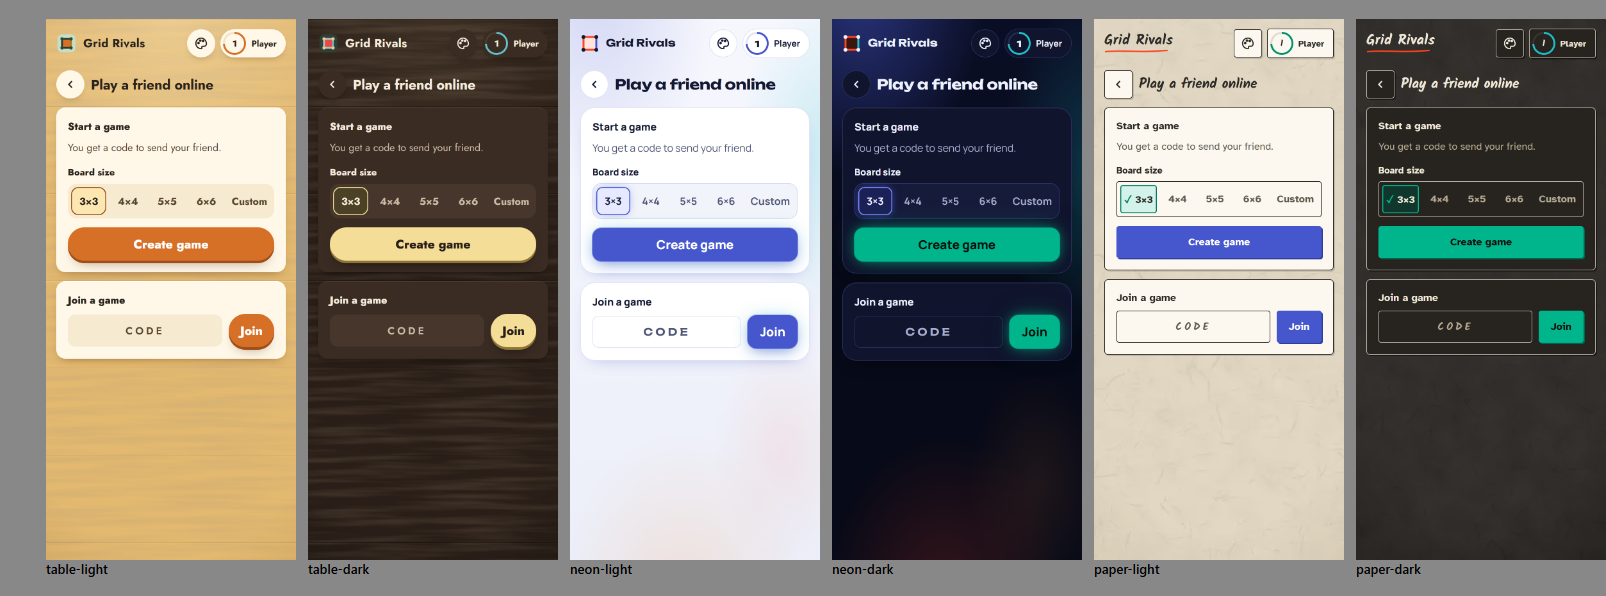 Grid Rivals
1 Player
Play a friend online
Start a game
You get a code to send your friend.
Board size
3×3 4×4 5×5 6×6 Custom
Create game
Join a game
CODE Join
table-light
Grid Rivals
1 Player
Play a friend online
Start a game
You get a code to send your friend.
Board size
3×3 4×4 5×5 6×6 Custom
Create game
Join a game
CODE Join
table-dark
Grid Rivals
1 Player
Play a friend online
Start a game
You get a code to send your friend.
Board size
3×3 4×4 5×5 6×6 Custom
Create game
Join a game
CODE Join
neon-light
Grid Rivals
1 Player
Play a friend online
Start a game
You get a code to send your friend.
Board size
3×3 4×4 5×5 6×6 Custom
Create game
Join a game
CODE Join
neon-dark
Grid Rivals
1 Player
Play a friend online
Start a game
You get a code to send your friend.
Board size
✓ 3×3 4×4 5×5 6×6 Custom
Create game
Join a game
CODE Join
paper-light
Grid Rivals
1 Player
Play a friend online
Start a game
You get a code to send your friend.
Board size
✓ 3×3 4×4 5×5 6×6 Custom
Create game
Join a game
CODE Join
paper-dark